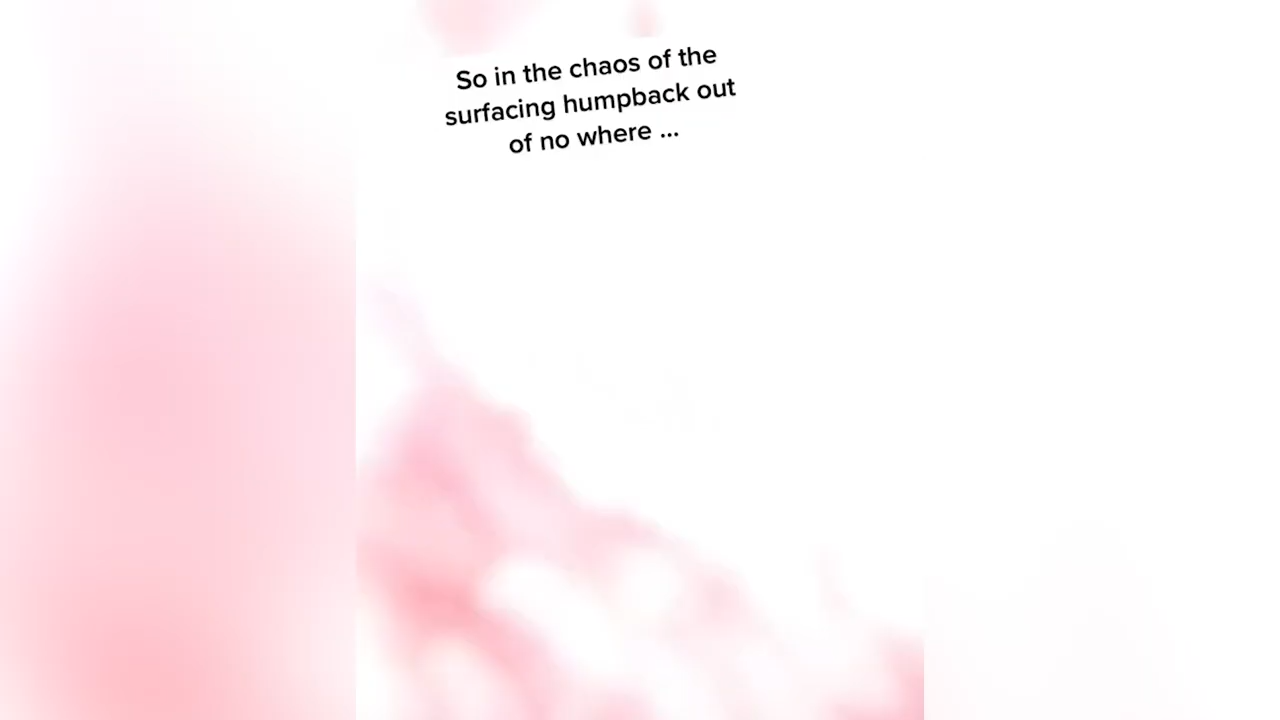 So in the chaos of the
surfacing humpback out
of no where ...